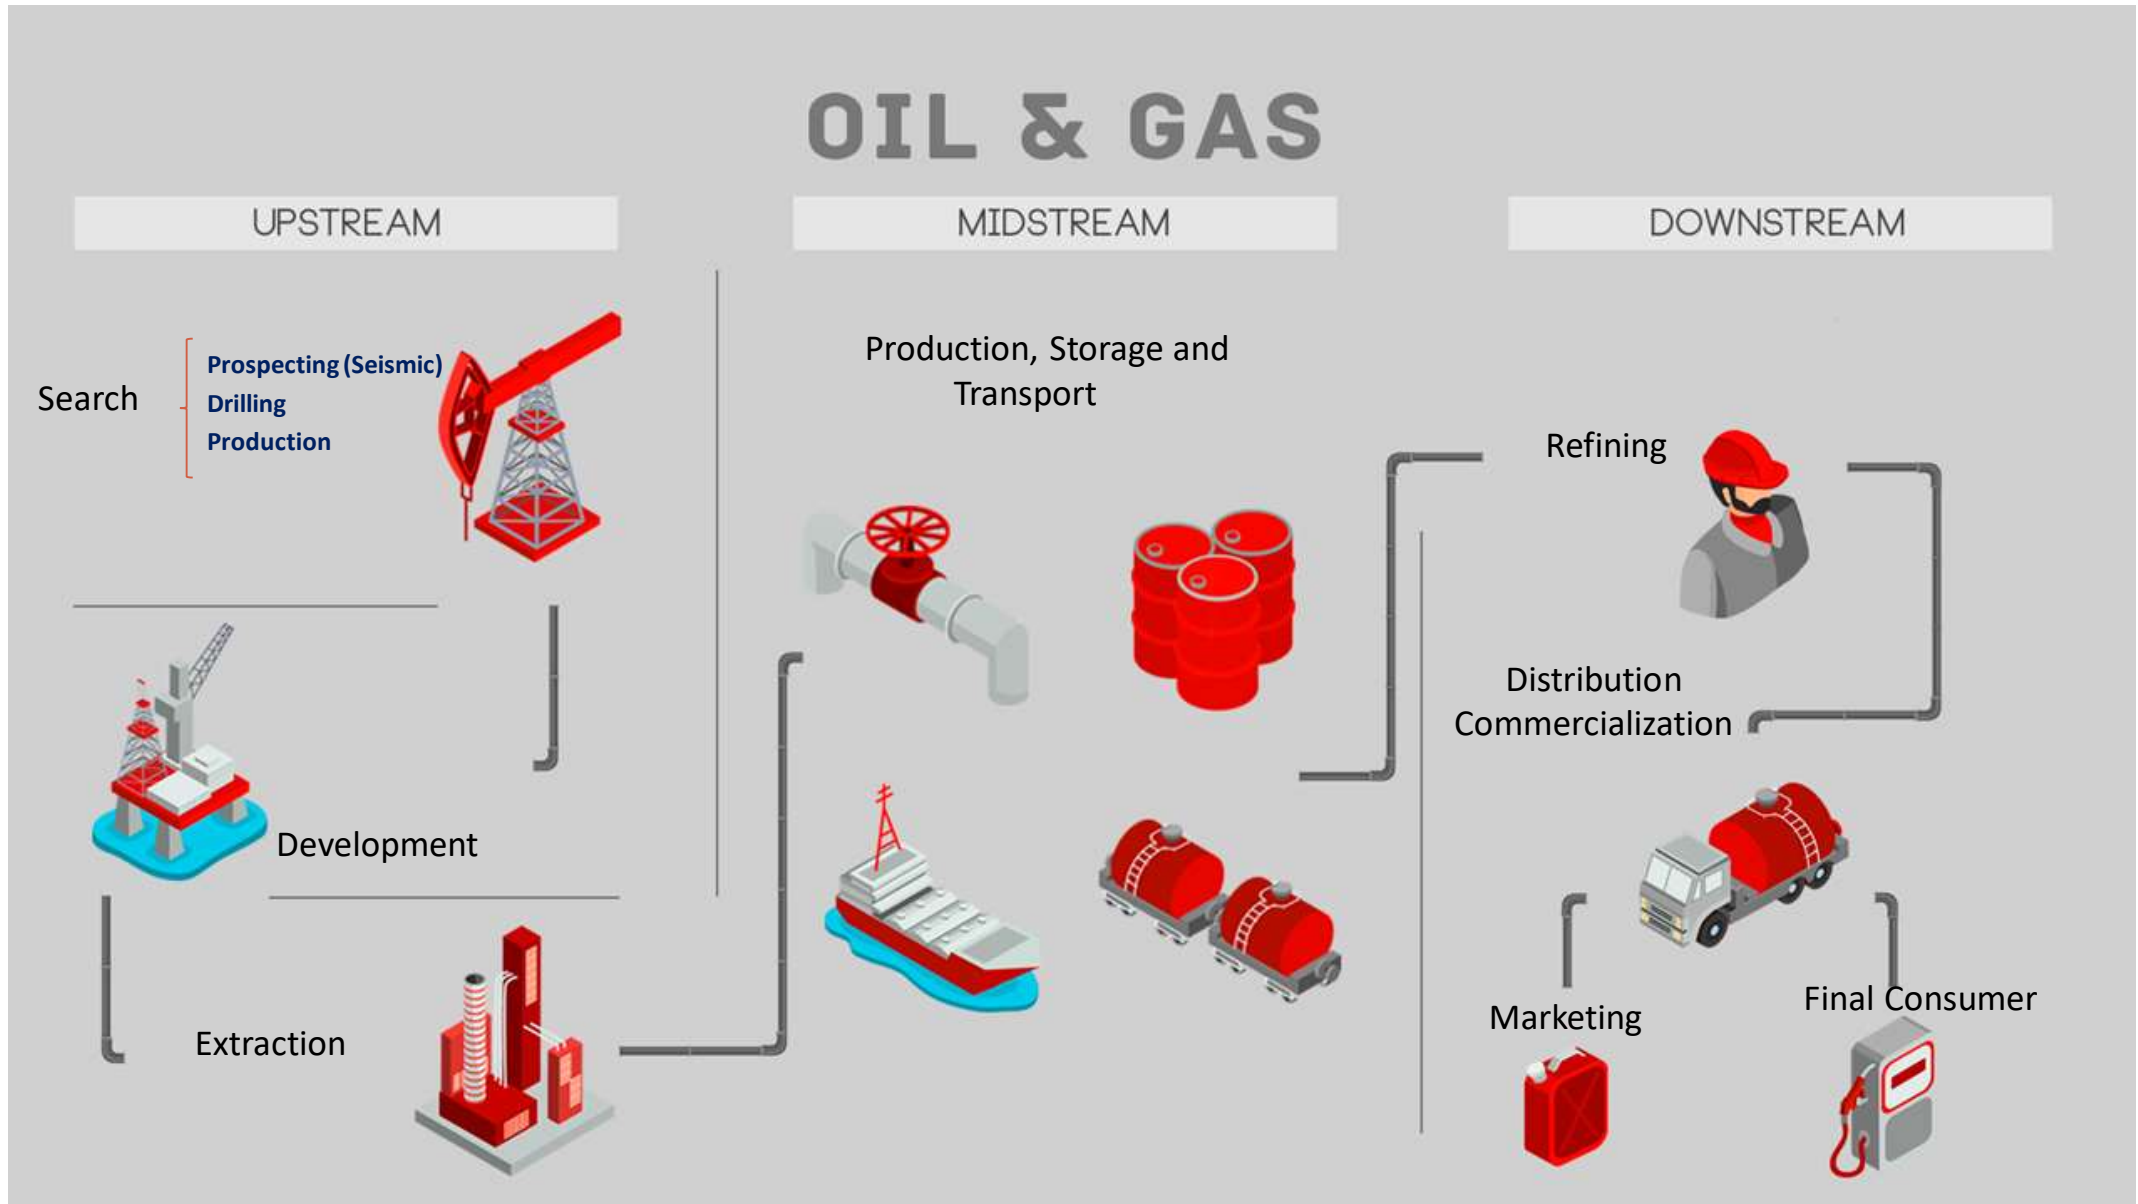 OIL & GAS
UPSTREAM
Search
Prospecting (Seismic)
Drilling
Production
Development
Extraction
MIDSTREAM
Production, Storage and
Transport
DOWNSTREAM
Refining
Distribution
Commercialization
Marketing
Final Consumer